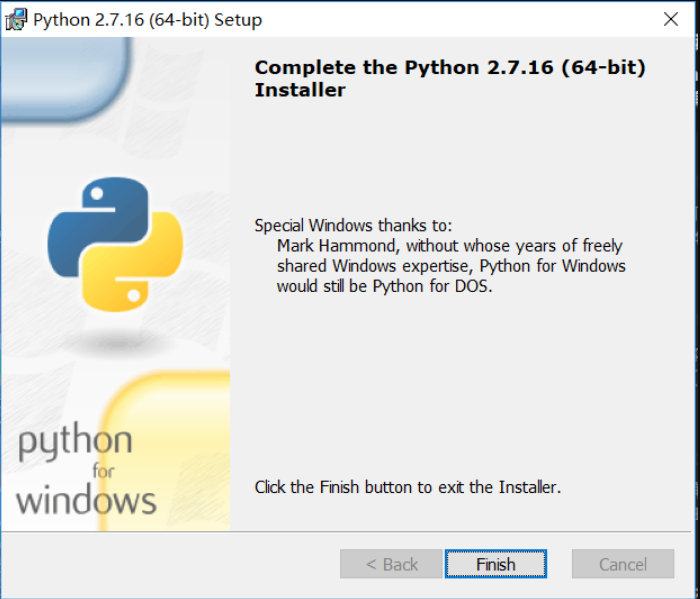 Python 2.7.16 (64-bit) Setup
Complete the Python 2.7.16 (64-bit)
Installer
Special Windows thanks to:
Mark Hammond, without whose years of freely
shared Windows expertise, Python for Windows
would still be Python for DOS.
python
for
windows
Click the Finish button to exit the Installer.
< Back
Finish
Cancel